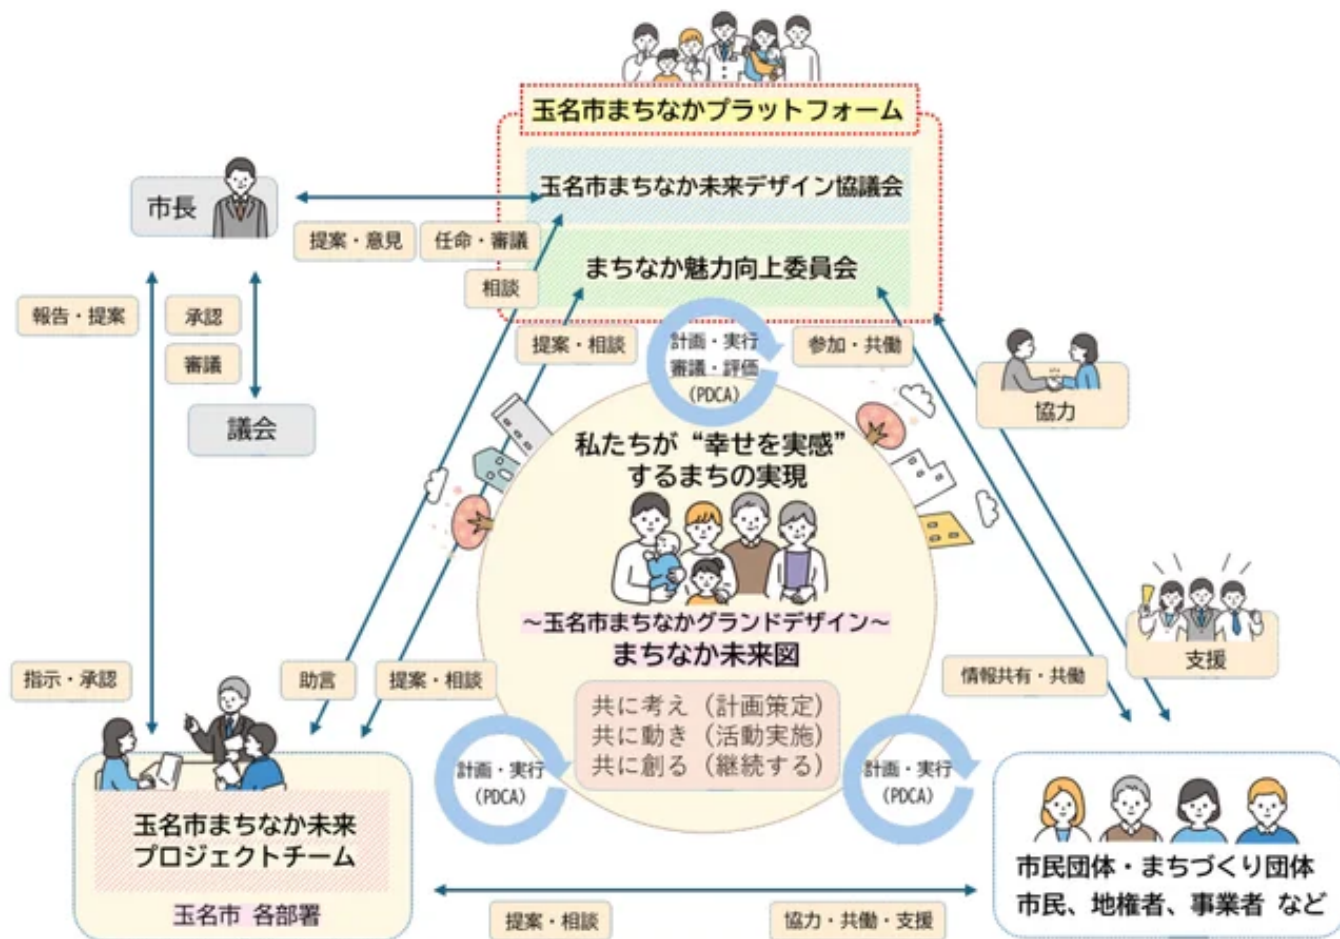 玉名市まちなかプラットフォーム
玉名市まちなか未来デザイン協議会
まちなか魅力向上委員会
市長
提案・意見
任命・審議
相談
報告・提案
承認
審議
議会
提案・相談
計画・実行
審議・評価
(PDCA)
参加・共働
協力
私たちが“幸せを実感”
するまちの実現
～玉名市まちなかグランドデザイン～
まちなか未来図
共に考え（計画策定）
共に動き（活動実施）
共に創る（継続する）
指示・承認
助言
提案・相談
情報共有・共働
支援
計画・実行
(PDCA)
計画・実行
(PDCA)
玉名市まちなか未来
プロジェクトチーム
玉名市 各部署
市民団体・まちづくり団体
市民、地権者、事業者 など
提案・相談
協力・共働・支援